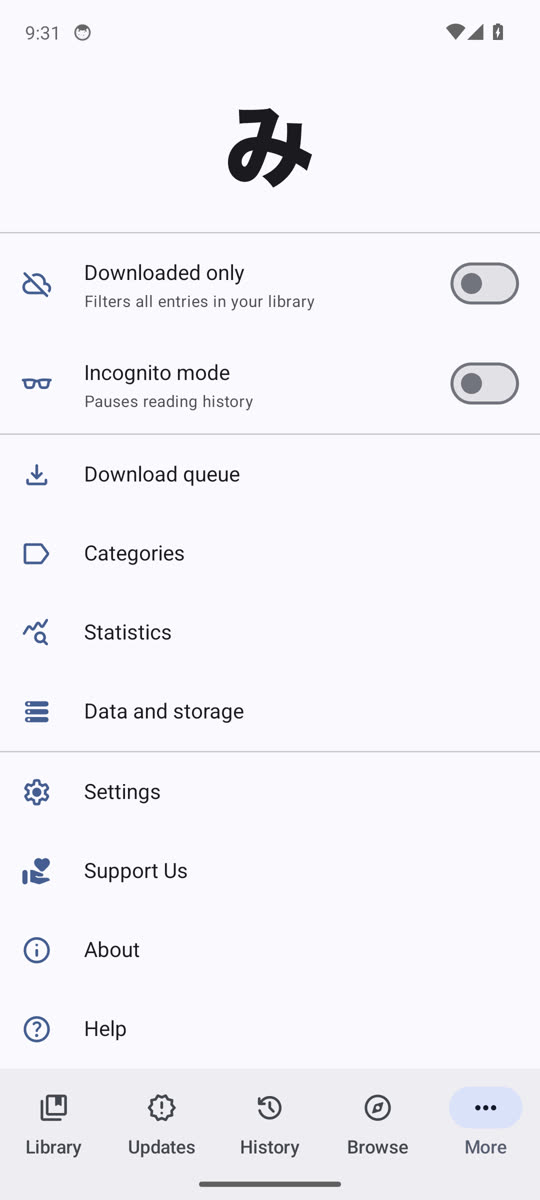 9:31
み
Downloaded only
Filters all entries in your library
Incognito mode
Pauses reading history
Download queue
Categories
Statistics
Data and storage
Settings
Support Us
About
Help
Library
Updates
History
Browse
More